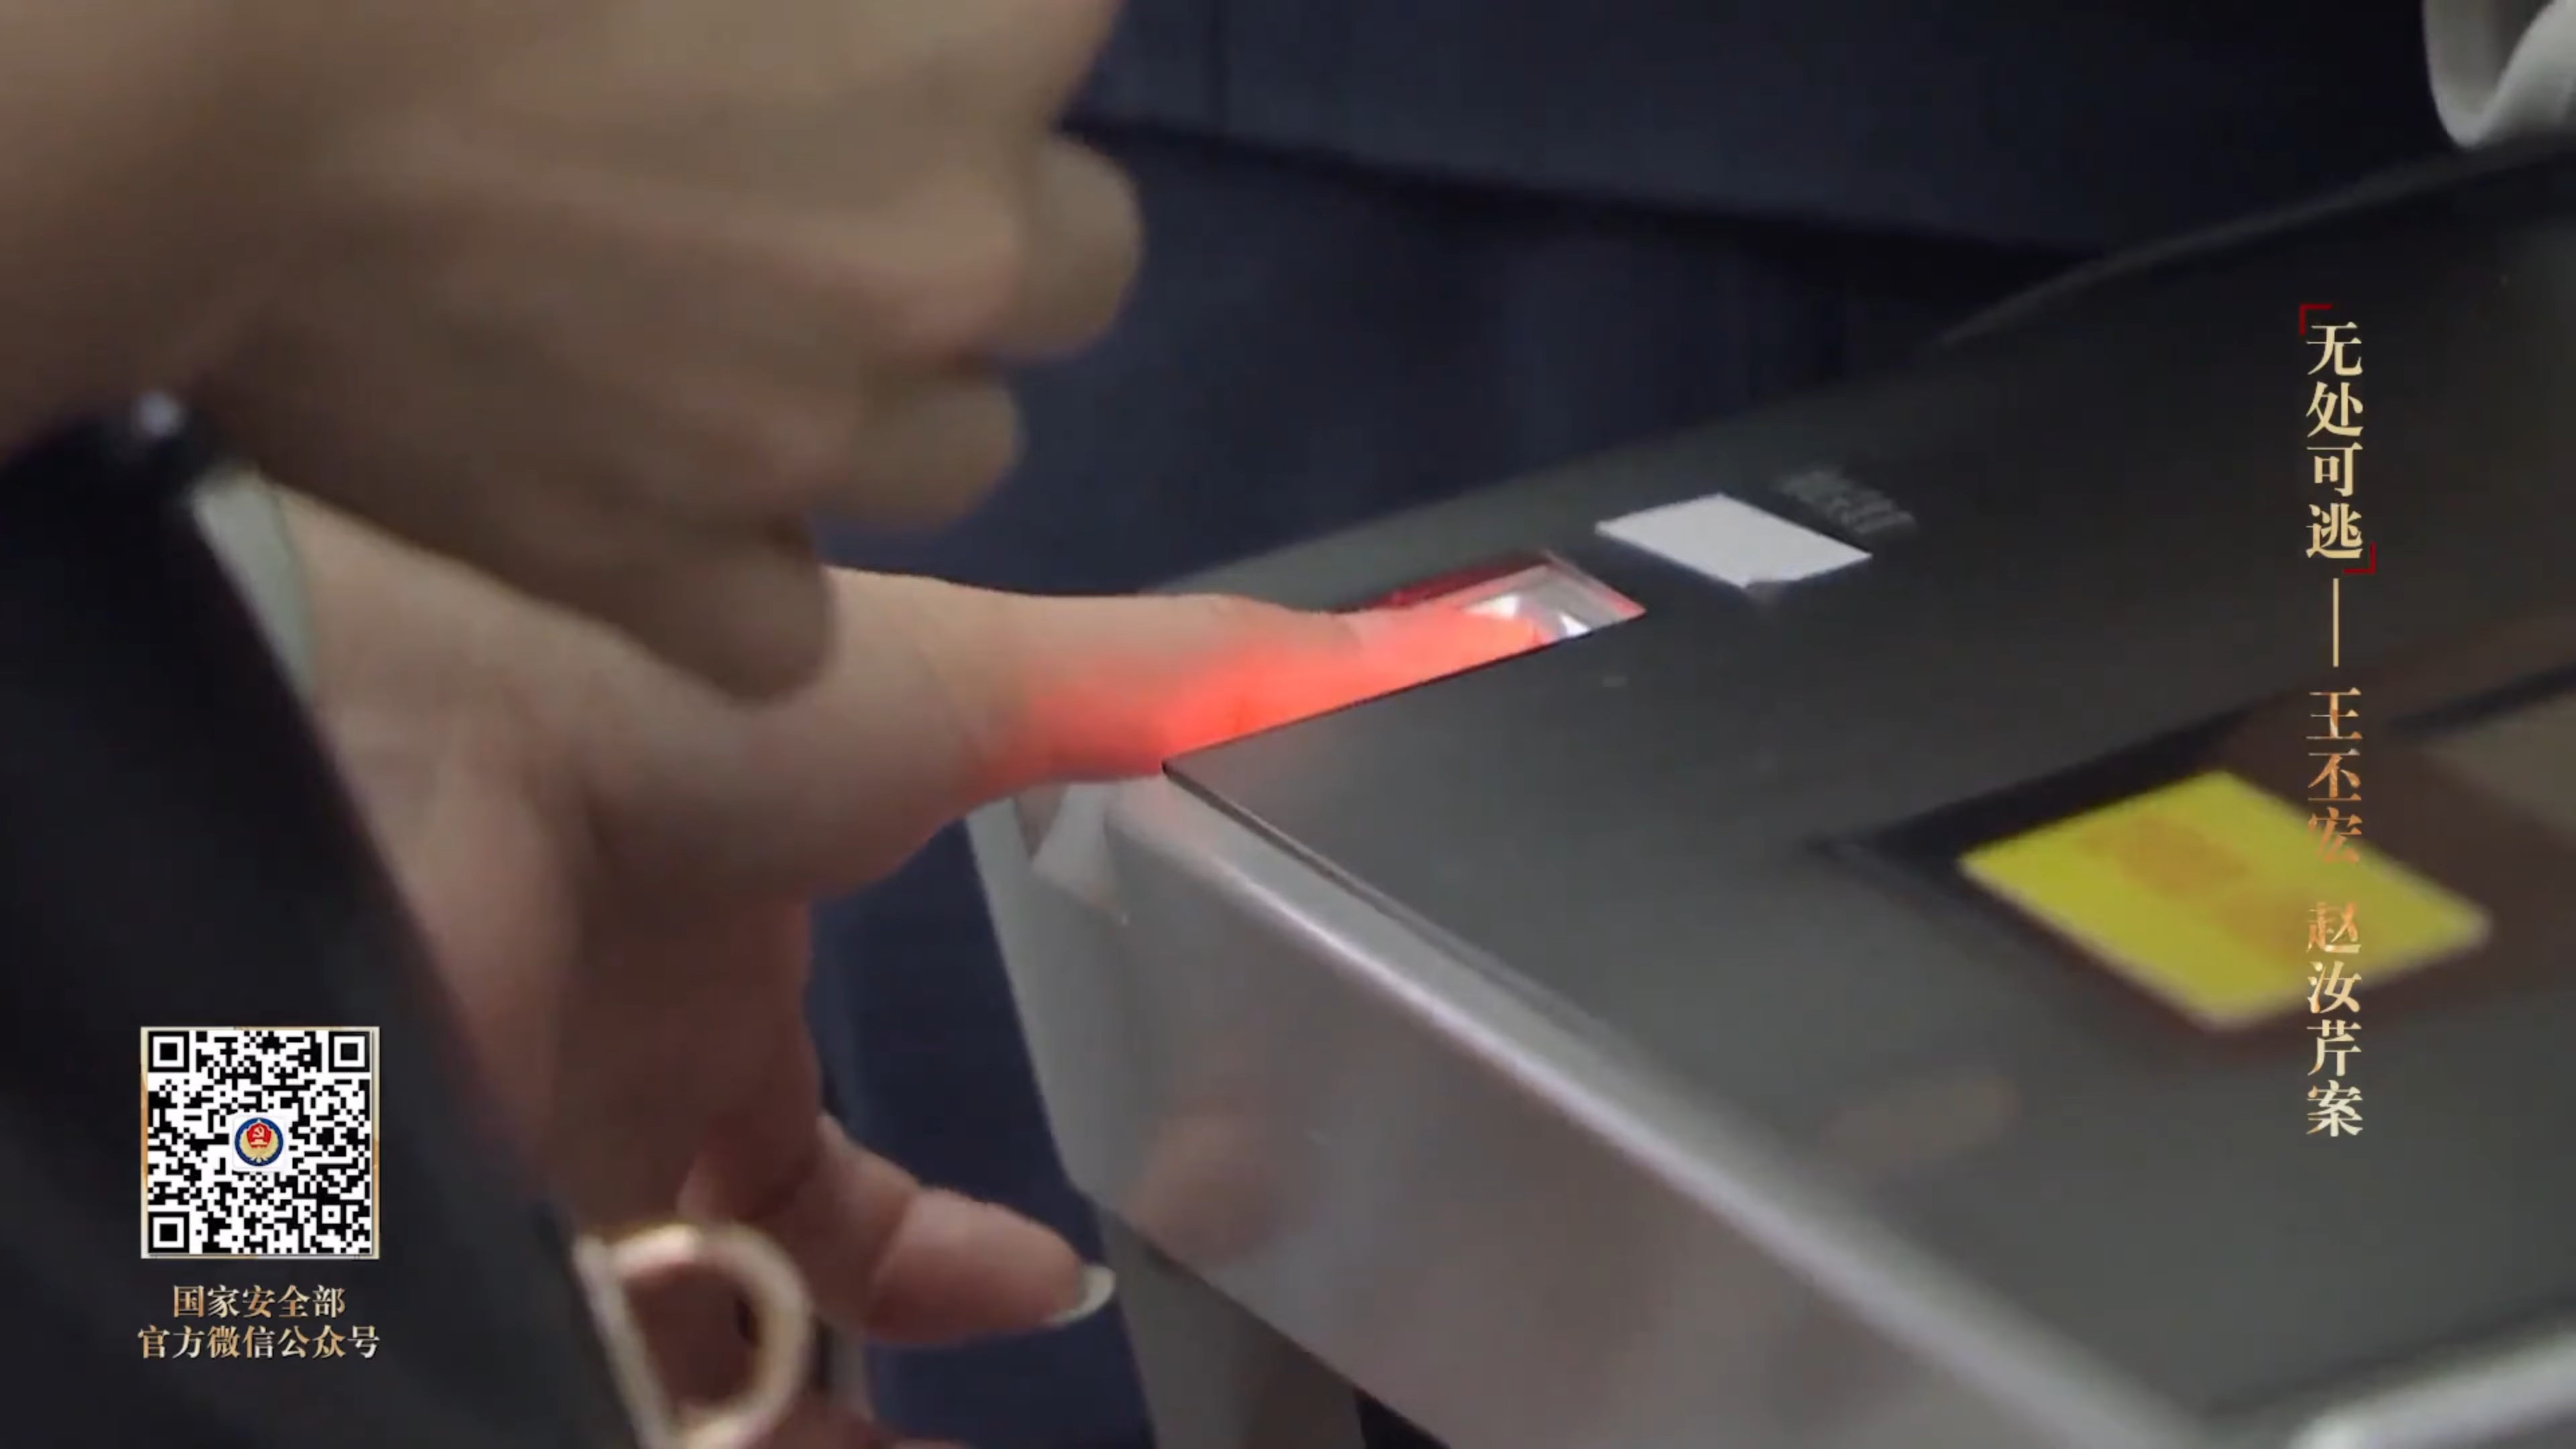 「无处可逃」——王丕宏 赵汝芹案
国家安全部
官方微信公众号